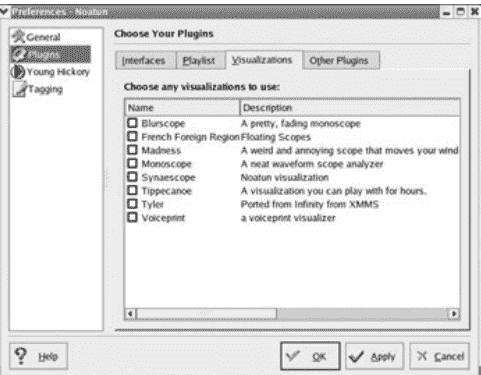 Preferences - Noatun
General
Plugins
Young Hickory
Tagging
Choose Your Plugins
Interfaces Playlist Visualizations Other Plugins
Choose any visualizations to use:
Name Description
Blurscope A pretty, fading monoscope
French Foreign Region Floating Scopes
Madness A weird and annoying scope that moves your wind
Monoscope A neat waveform scope analyzer
Synaescope Noatun visualization
Tippecanoe A visualization you can play with for hours.
Tyler Ported from Infinity from XMMS
Voiceprint a voiceprint visualizer
? Help OK Apply Cancel